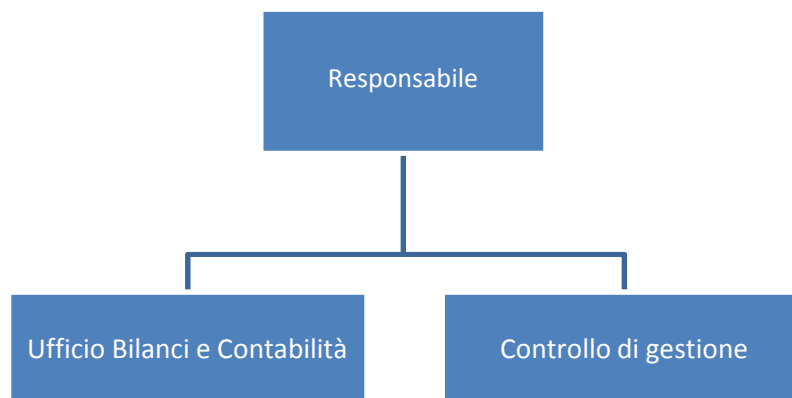 Responsabile
Ufficio Bilanci e Contabilità
Controllo di gestione